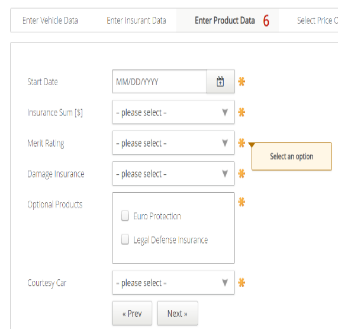 Enter Vehicle Data Enter Insurant Data Enter Product Data 6 Select Price O
Start Date MM/DD/YYYY
Insurance Sum [$] – please select –
Merit Rating – please select –
Select an option
Damage Insurance – please select –
Optional Products
Euro Protection
Legal Defense Insurance
Courtesy Car – please select –
« Prev Next »